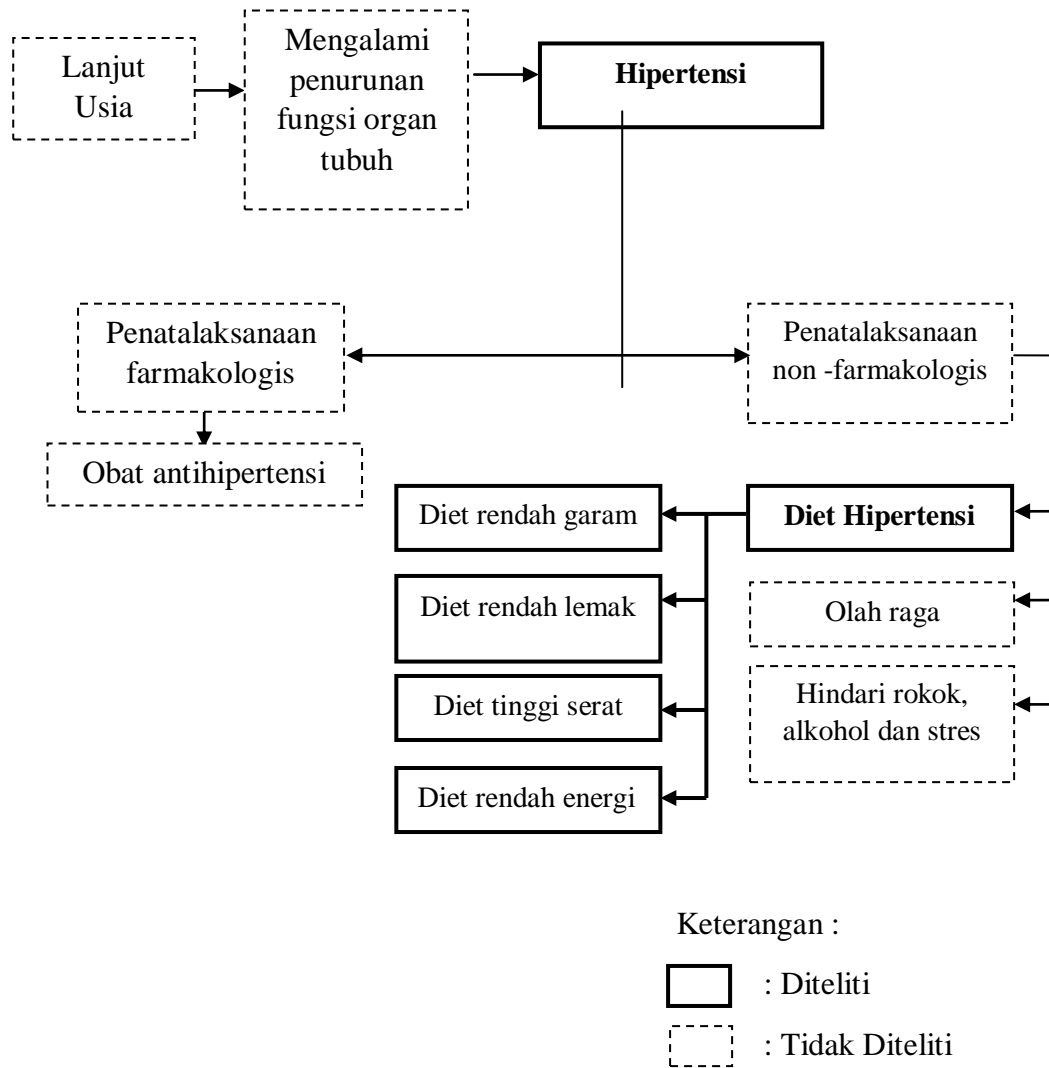 Lanjut
Usia
Mengalami
penurunan
fungsi organ
tubuh
Hipertensi
Penatalaksanaan
farmakologis
Penatalaksanaan
non -farmakologis
Obat antihipertensi
Diet rendah garam
Diet Hipertensi
Diet rendah lemak
Olah raga
Diet tinggi serat
Hindari rokok,
alkohol dan stres
Diet rendah energi
Keterangan :
: Diteliti
: Tidak Diteliti